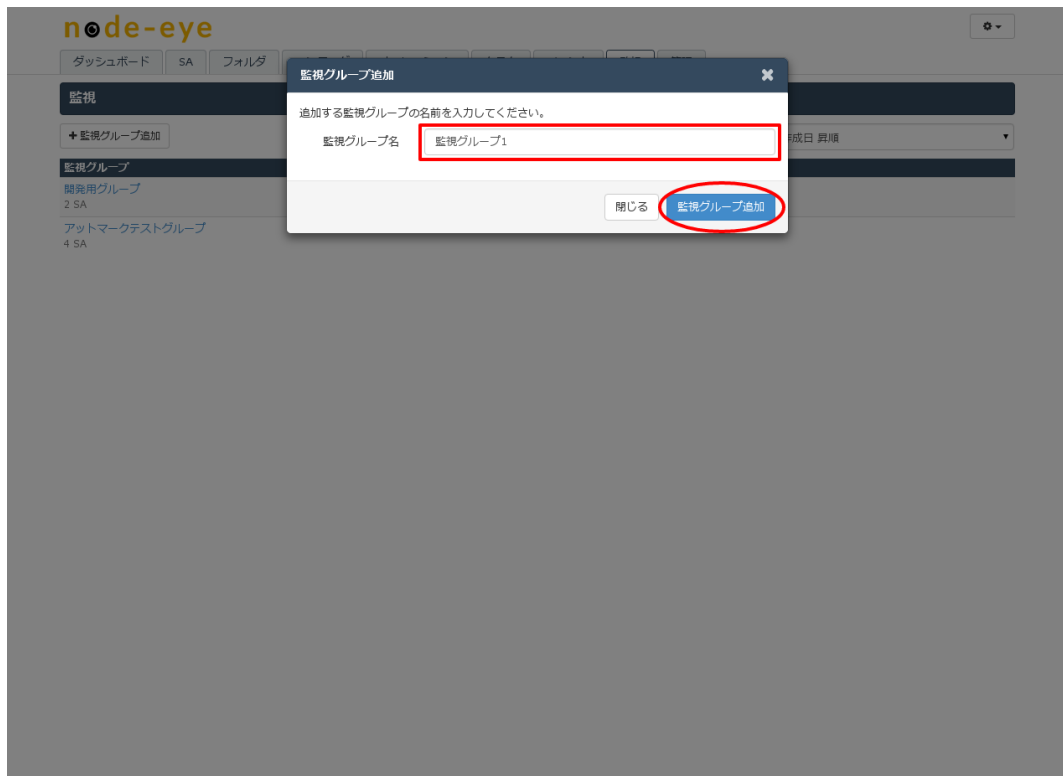 node-eye
ダッシュボード SA フォルダ
監視
+監視グループ追加
作成日 昇順
監視グループ
開発用グループ
2 SA
アットマークテストグループ
4 SA
監視グループ追加
追加する監視グループの名前を入力してください。
監視グループ名 監視グループ1
閉じる 監視グループ追加